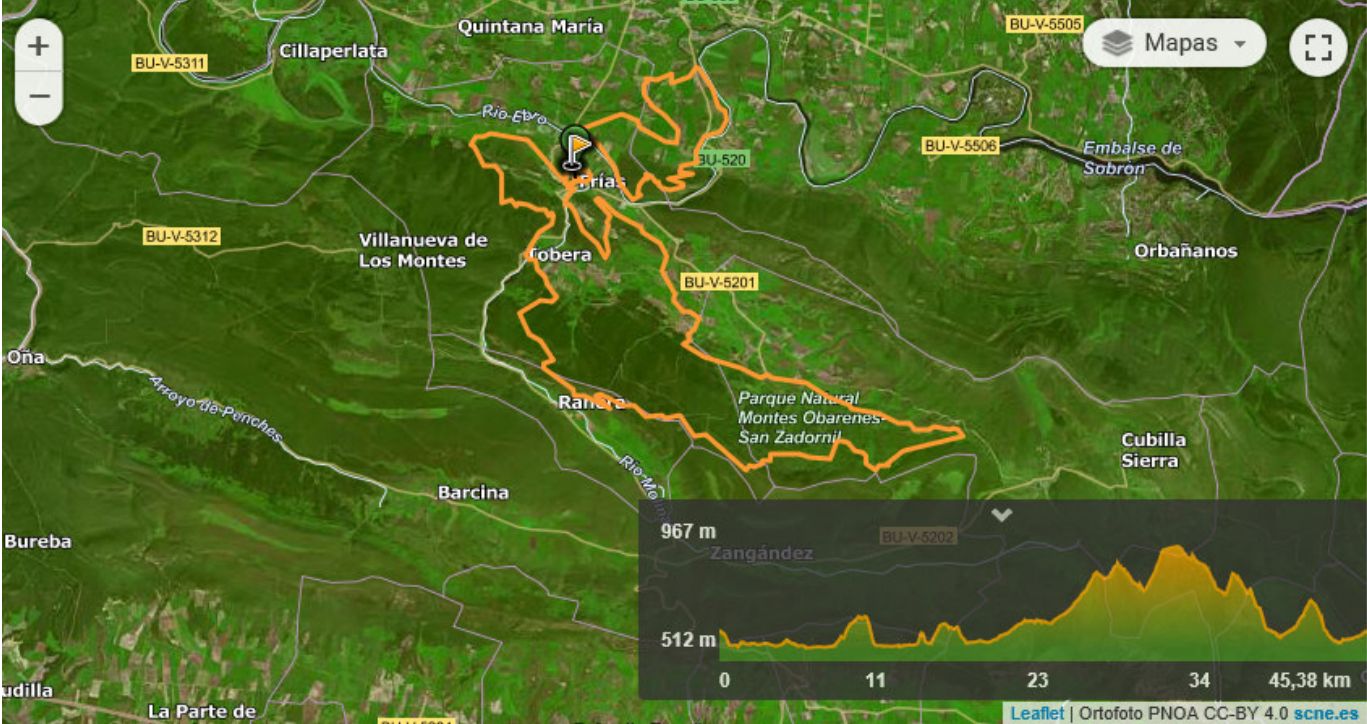 Quintana María
BU-V-5505
Mapas
+
Cillaperlata
BU-V-5311
−
Río Ebro
BU-V-5506
Embalse de
Sobron
BU-520
Frías
BU-V-5312
Villanueva de
Los Montes
Tobera
Orbañanos
BU-V-5201
Oña
Arroyo de Penches
Ranera
Parque Natural
Montes Obarenes-
San Zadornil
Cubilla
Sierra
Barcina
967 m
BU-V-5202
Bureba
Zangández
512 m
0 11 23 34 45,38 km
udilla
La Parte de
Leaflet | Ortofoto PNOA CC-BY 4.0 scne.es